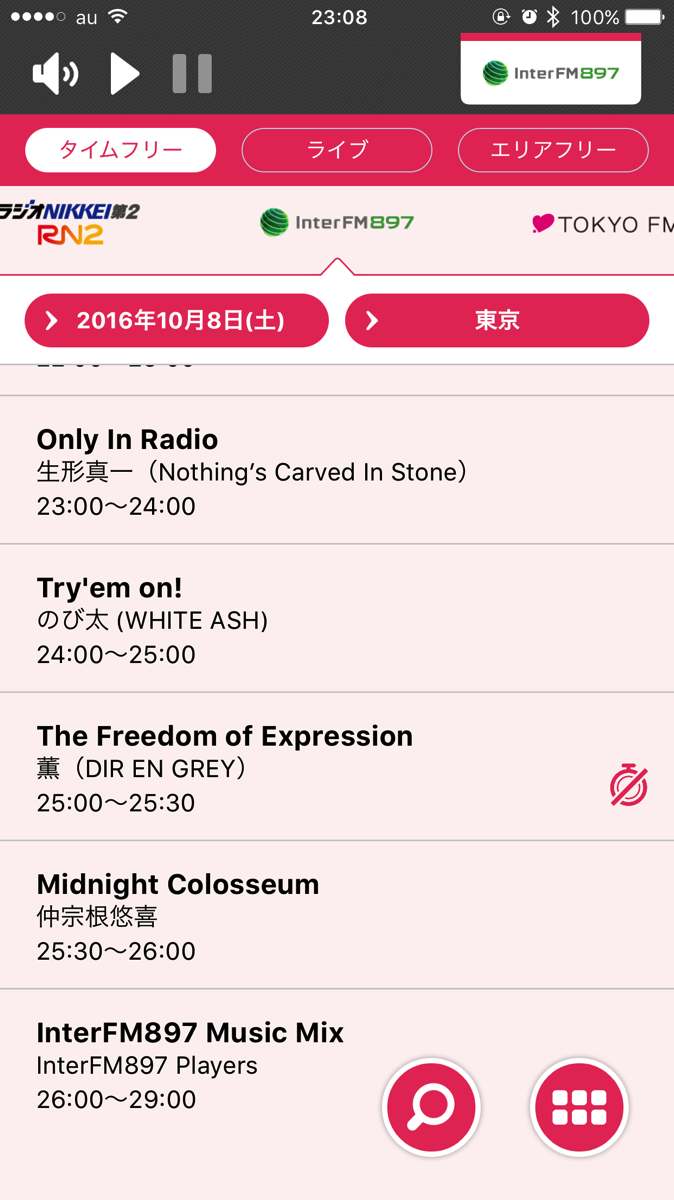 au 23:08 100%
InterFM897
タイムフリー ライブ エリアフリー
ラジオNIKKEI第2
RN2
InterFM897
TOKYO FM
2016年10月8日(土) 東京
Only In Radio
生形真一（Nothing’s Carved In Stone）
23:00〜24:00
Try'em on!
のび太 (WHITE ASH)
24:00〜25:00
The Freedom of Expression
薫（DIR EN GREY）
25:00〜25:30
Midnight Colosseum
仲宗根悠喜
25:30〜26:00
InterFM897 Music Mix
InterFM897 Players
26:00〜29:00